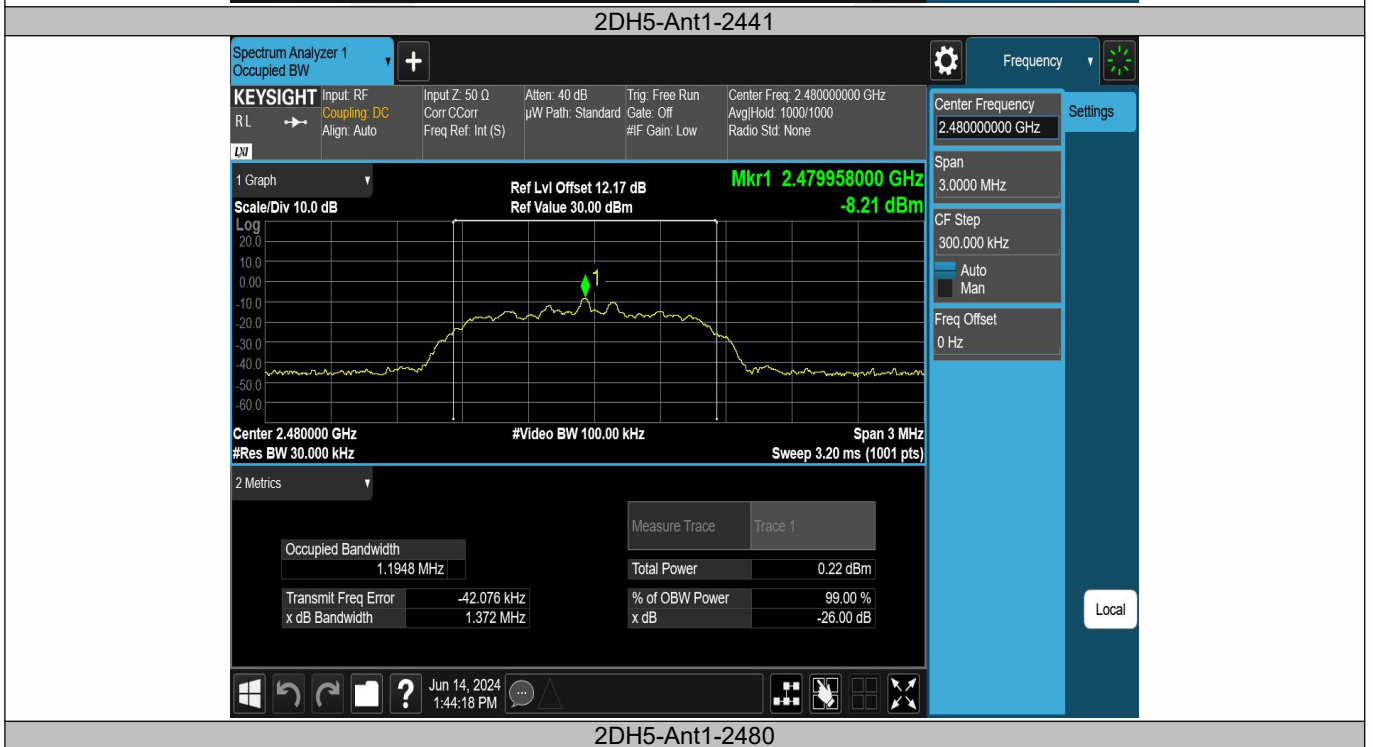 2DH5-Ant1-2441
Spectrum Analyzer 1
Occupied BW
Frequency
KEYSIGHT
RL
LXI
Input: RF
Coupling: DC
Align: Auto
Input Z: 50 Ω
Corr CCorr
Freq Ref: Int (S)
Atten: 40 dB
µW Path: Standard
Trig: Free Run
Gate: Off
#IF Gain: Low
Center Freq: 2.480000000 GHz
Avg|Hold: 1000/1000
Radio Std: None
Center Frequency
2.480000000 GHz
Settings
Span
3.0000 MHz
CF Step
300.000 kHz
Auto
Man
Freq Offset
0 Hz
1 Graph
Scale/Div 10.0 dB
Ref Lvl Offset 12.17 dB
Ref Value 30.00 dBm
Mkr1 2.479958000 GHz
-8.21 dBm
Log
20.0
10.0
0.00
-10.0
-20.0
-30.0
-40.0
-50.0
-60.0
1
Center 2.480000 GHz
#Video BW 100.00 kHz
Span 3 MHz
#Res BW 30.000 kHz
Sweep 3.20 ms (1001 pts)
2 Metrics
Measure Trace Trace 1
Occupied Bandwidth
1.1948 MHz
Total Power 0.22 dBm
Transmit Freq Error -42.076 kHz
% of OBW Power 99.00 %
x dB Bandwidth 1.372 MHz
x dB -26.00 dB
Local
?
Jun 14, 2024
1:44:18 PM
2DH5-Ant1-2480